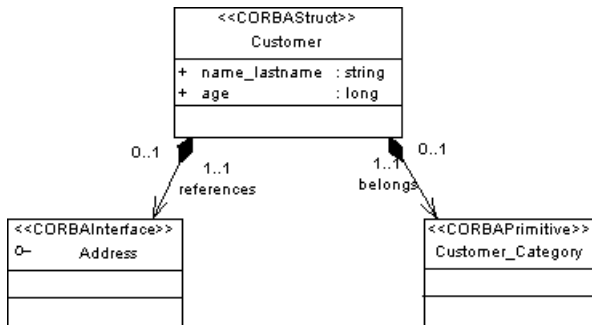 <<CORBAStruct>>
Customer
+ name_lastname : string
+ age : long
0..1
1..1
references
0..1
1..1
belongs
<<CORBAInterface>>
Address
<<CORBAPrimitive>>
Customer_Category